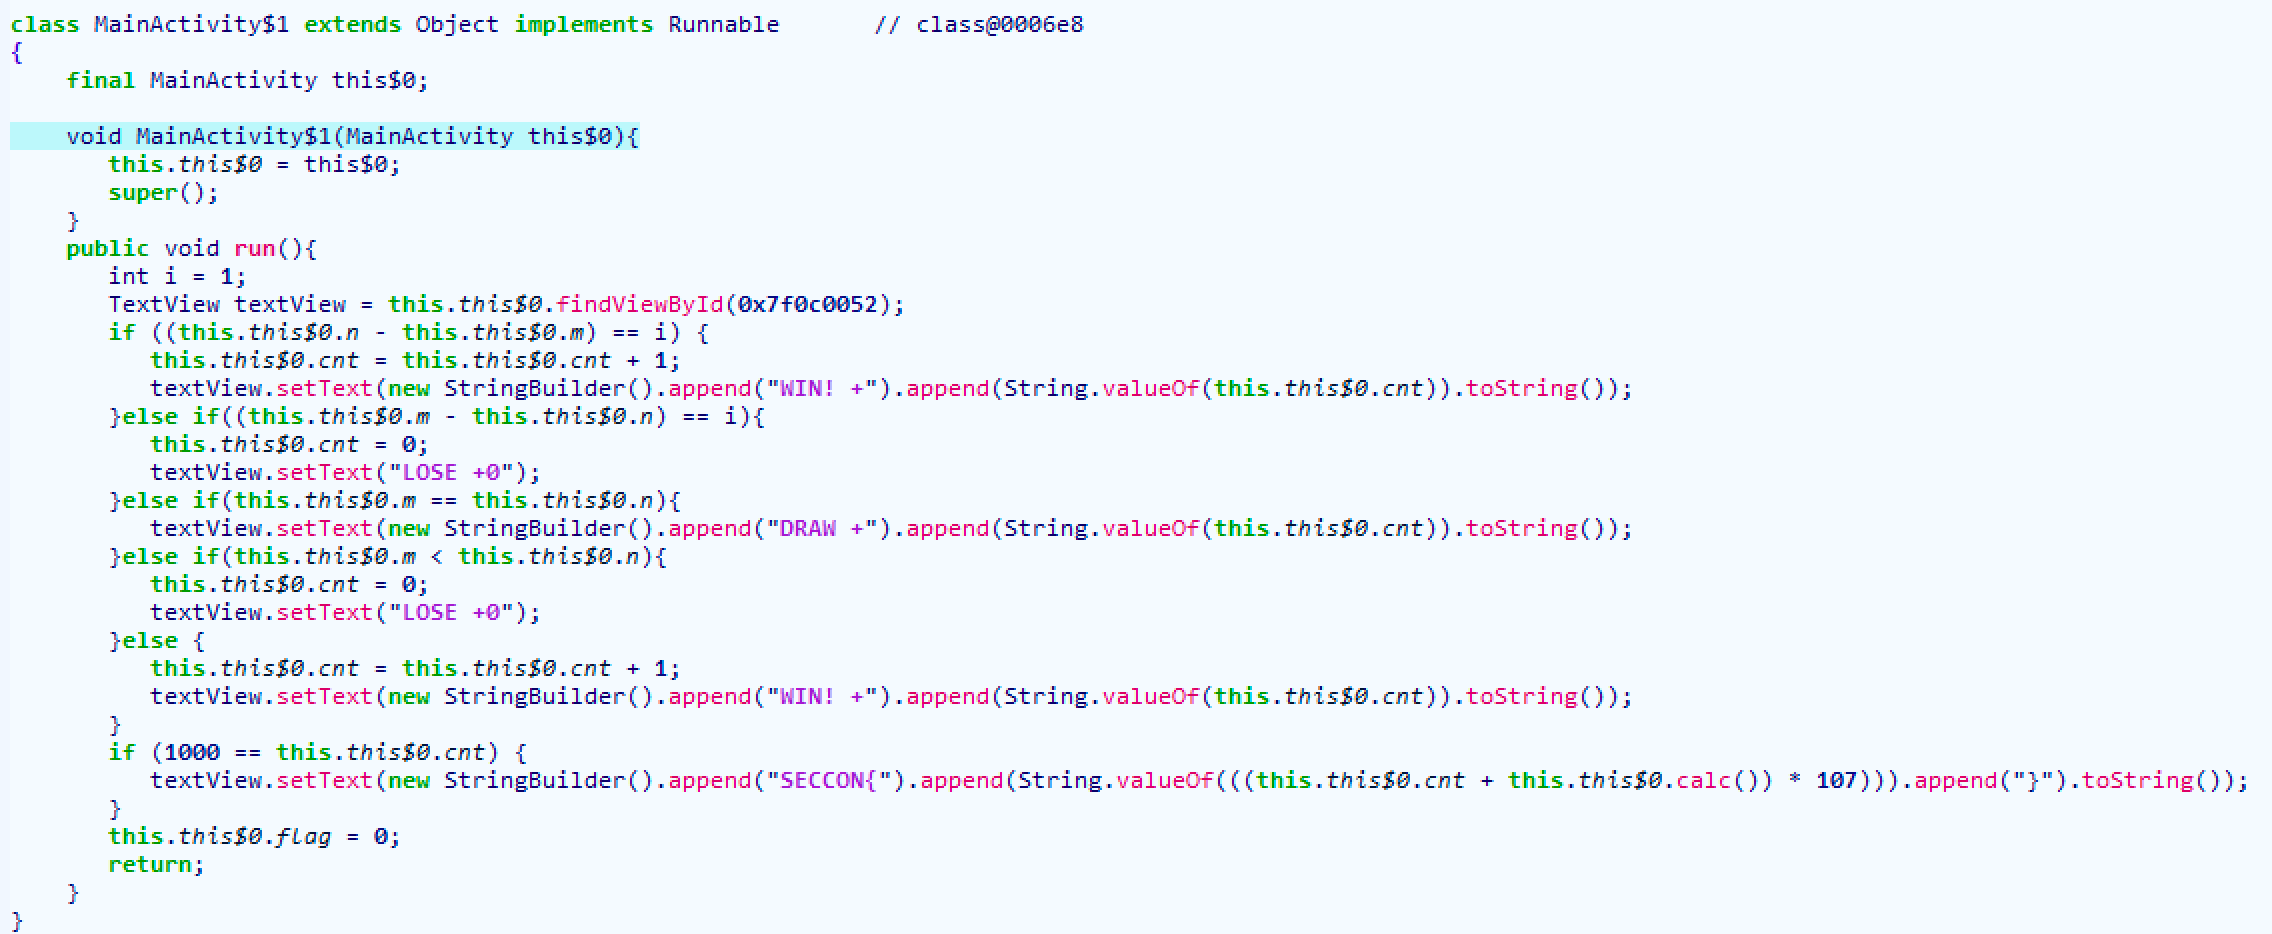 class MainActivity$1 extends Object implements Runnable // class@0006e8
{
final MainActivity this$0;
void MainActivity$1(MainActivity this$0){
this.this$0 = this$0;
super();
}
public void run(){
int i = 1;
TextView textView = this.this$0.findViewById(0x7f0c0052);
if ((this.this$0.n - this.this$0.m) == i) {
this.this$0.cnt = this.this$0.cnt + 1;
textView.setText(new StringBuilder().append("WIN! +").append(String.valueOf(this.this$0.cnt)).toString());
}else if((this.this$0.m - this.this$0.n) == i){
this.this$0.cnt = 0;
textView.setText("LOSE +0");
}else if(this.this$0.m == this.this$0.n){
textView.setText(new StringBuilder().append("DRAW +").append(String.valueOf(this.this$0.cnt)).toString());
}else if(this.this$0.m < this.this$0.n){
this.this$0.cnt = 0;
textView.setText("LOSE +0");
}else {
this.this$0.cnt = this.this$0.cnt + 1;
textView.setText(new StringBuilder().append("WIN! +").append(String.valueOf(this.this$0.cnt)).toString());
}
if (1000 == this.this$0.cnt) {
textView.setText(new StringBuilder().append("SECCON{").append(String.valueOf(((this.this$0.cnt + this.this$0.calc()) * 107))).append("}").toString());
}
this.this$0.flag = 0;
return;
}
}